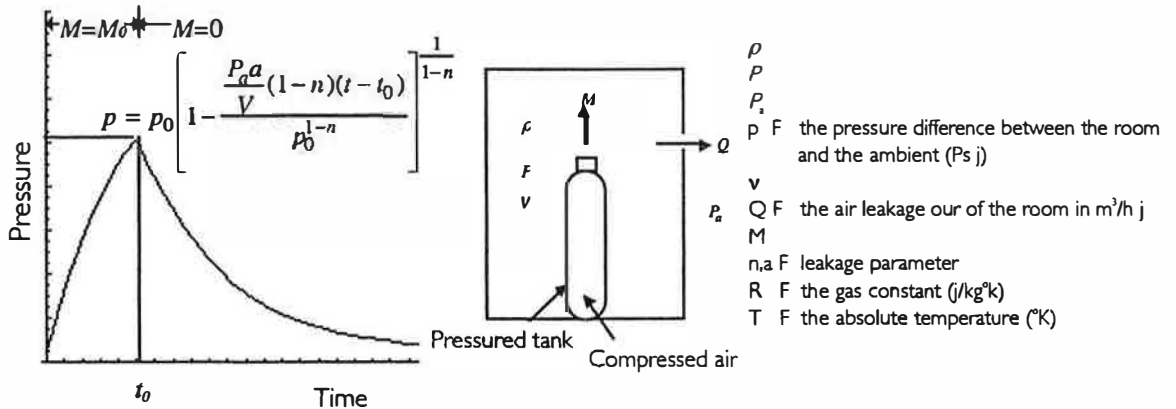 M=M0 M=0
p = p0 [ 1 - ( (Pa a / V) (1-n)(t-t0) ) / p0^(1-n) ]^(1/(1-n))
Pressure
t0
Time
M
ρ
F
v
Q
Pa
Pressured tank
Compressed air
ρ
P
Pa
p F the pressure difference between the room
and the ambient (Ps j)
v
Q F the air leakage our of the room in m³/h j
M
n,a F leakage parameter
R F the gas constant (j/kg°k)
T F the absolute temperature (°K)